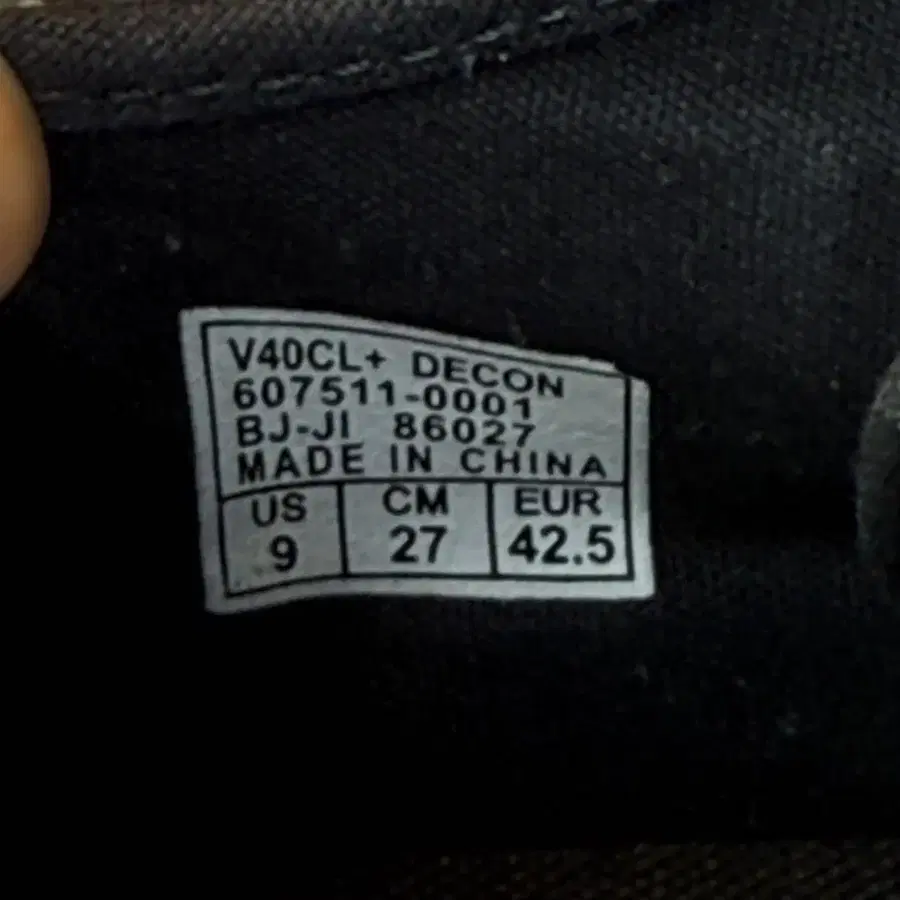 V40CL+ DECON
607511-0001
BJ-JI 86027
MADE IN CHINA
US CM EUR
9 27 42.5